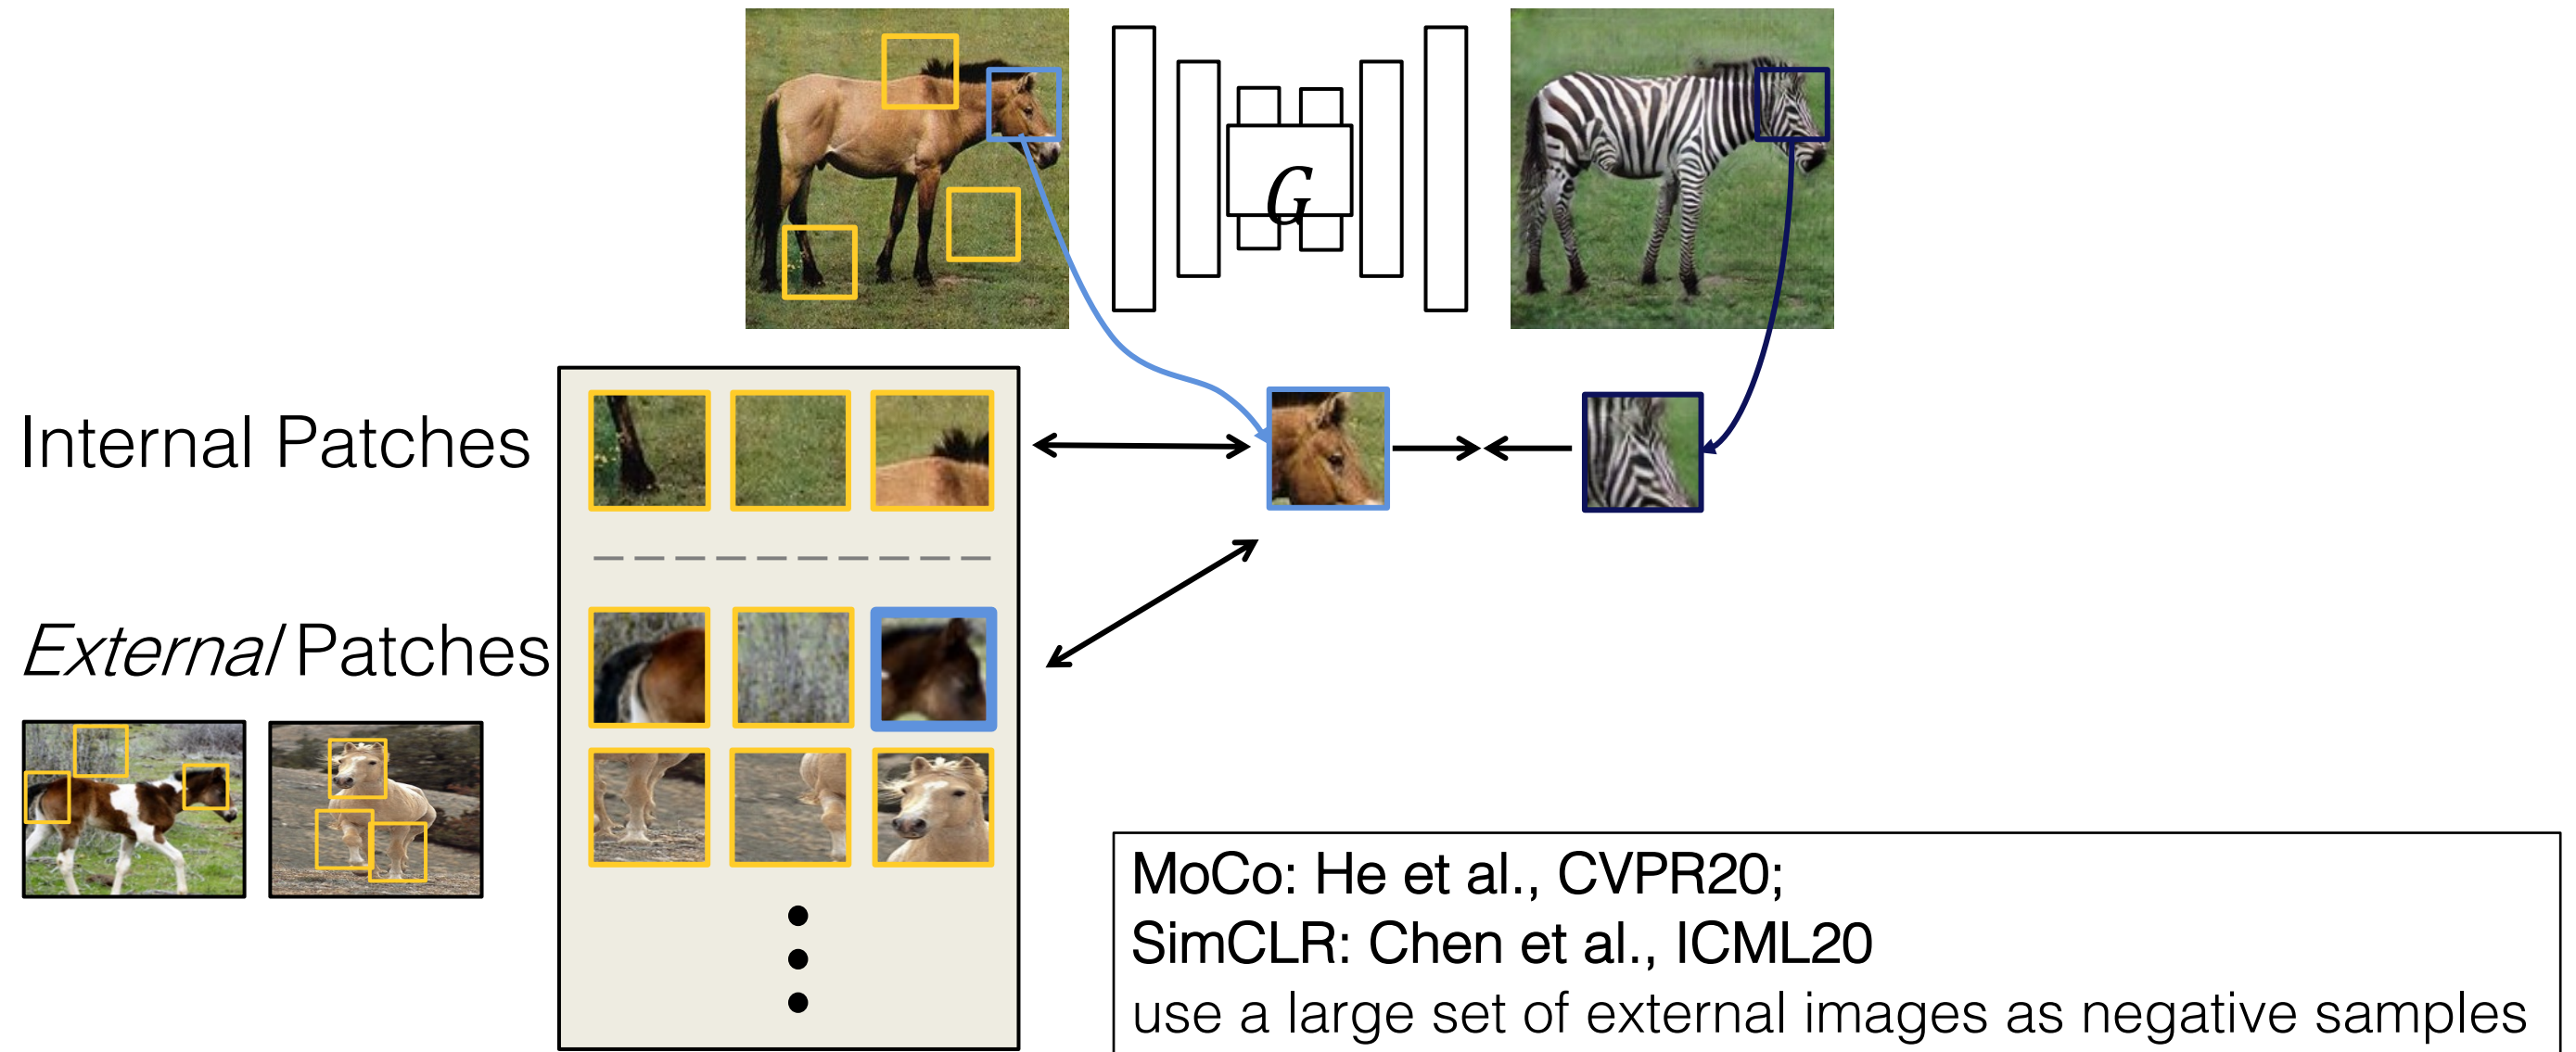 G
Internal Patches
External Patches
MoCo: He et al., CVPR20;
SimCLR: Chen et al., ICML20
use a large set of external images as negative samples